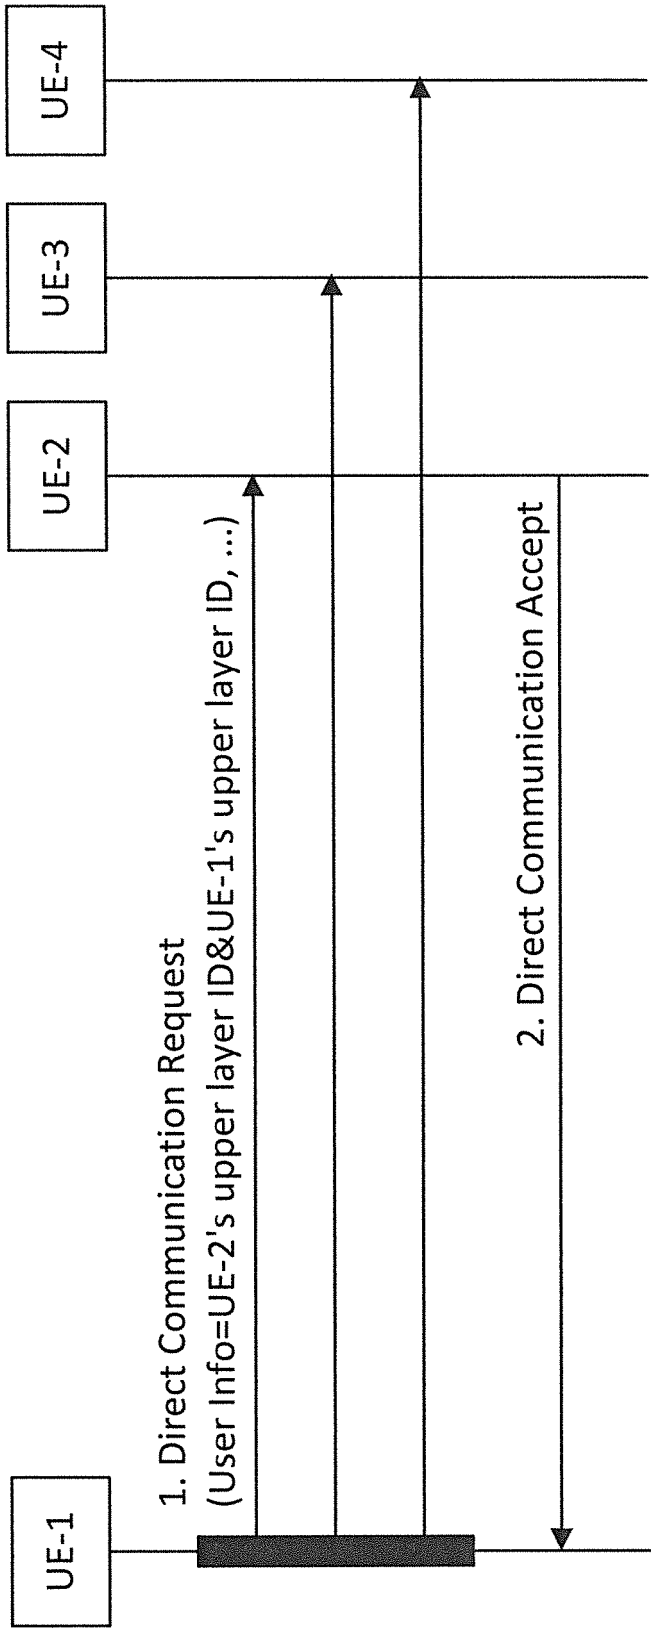 UE-1
UE-2
UE-3
UE-4
1. Direct Communication Request
(User Info=UE-2's upper layer ID&UE-1's upper layer ID, ...)
2. Direct Communication Accept